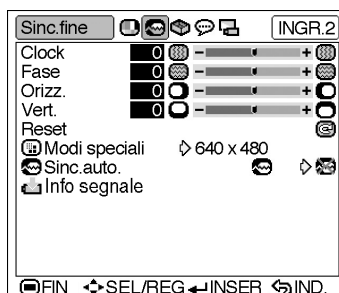 Sinc.fine INGR.2
Clock 0 - +
Fase 0 - +
Orizz. 0 - +
Vert. 0 - +
Reset
Modi speciali 640 x 480
Sinc.auto.
Info segnale
FIN SEL/REG INSER IND.